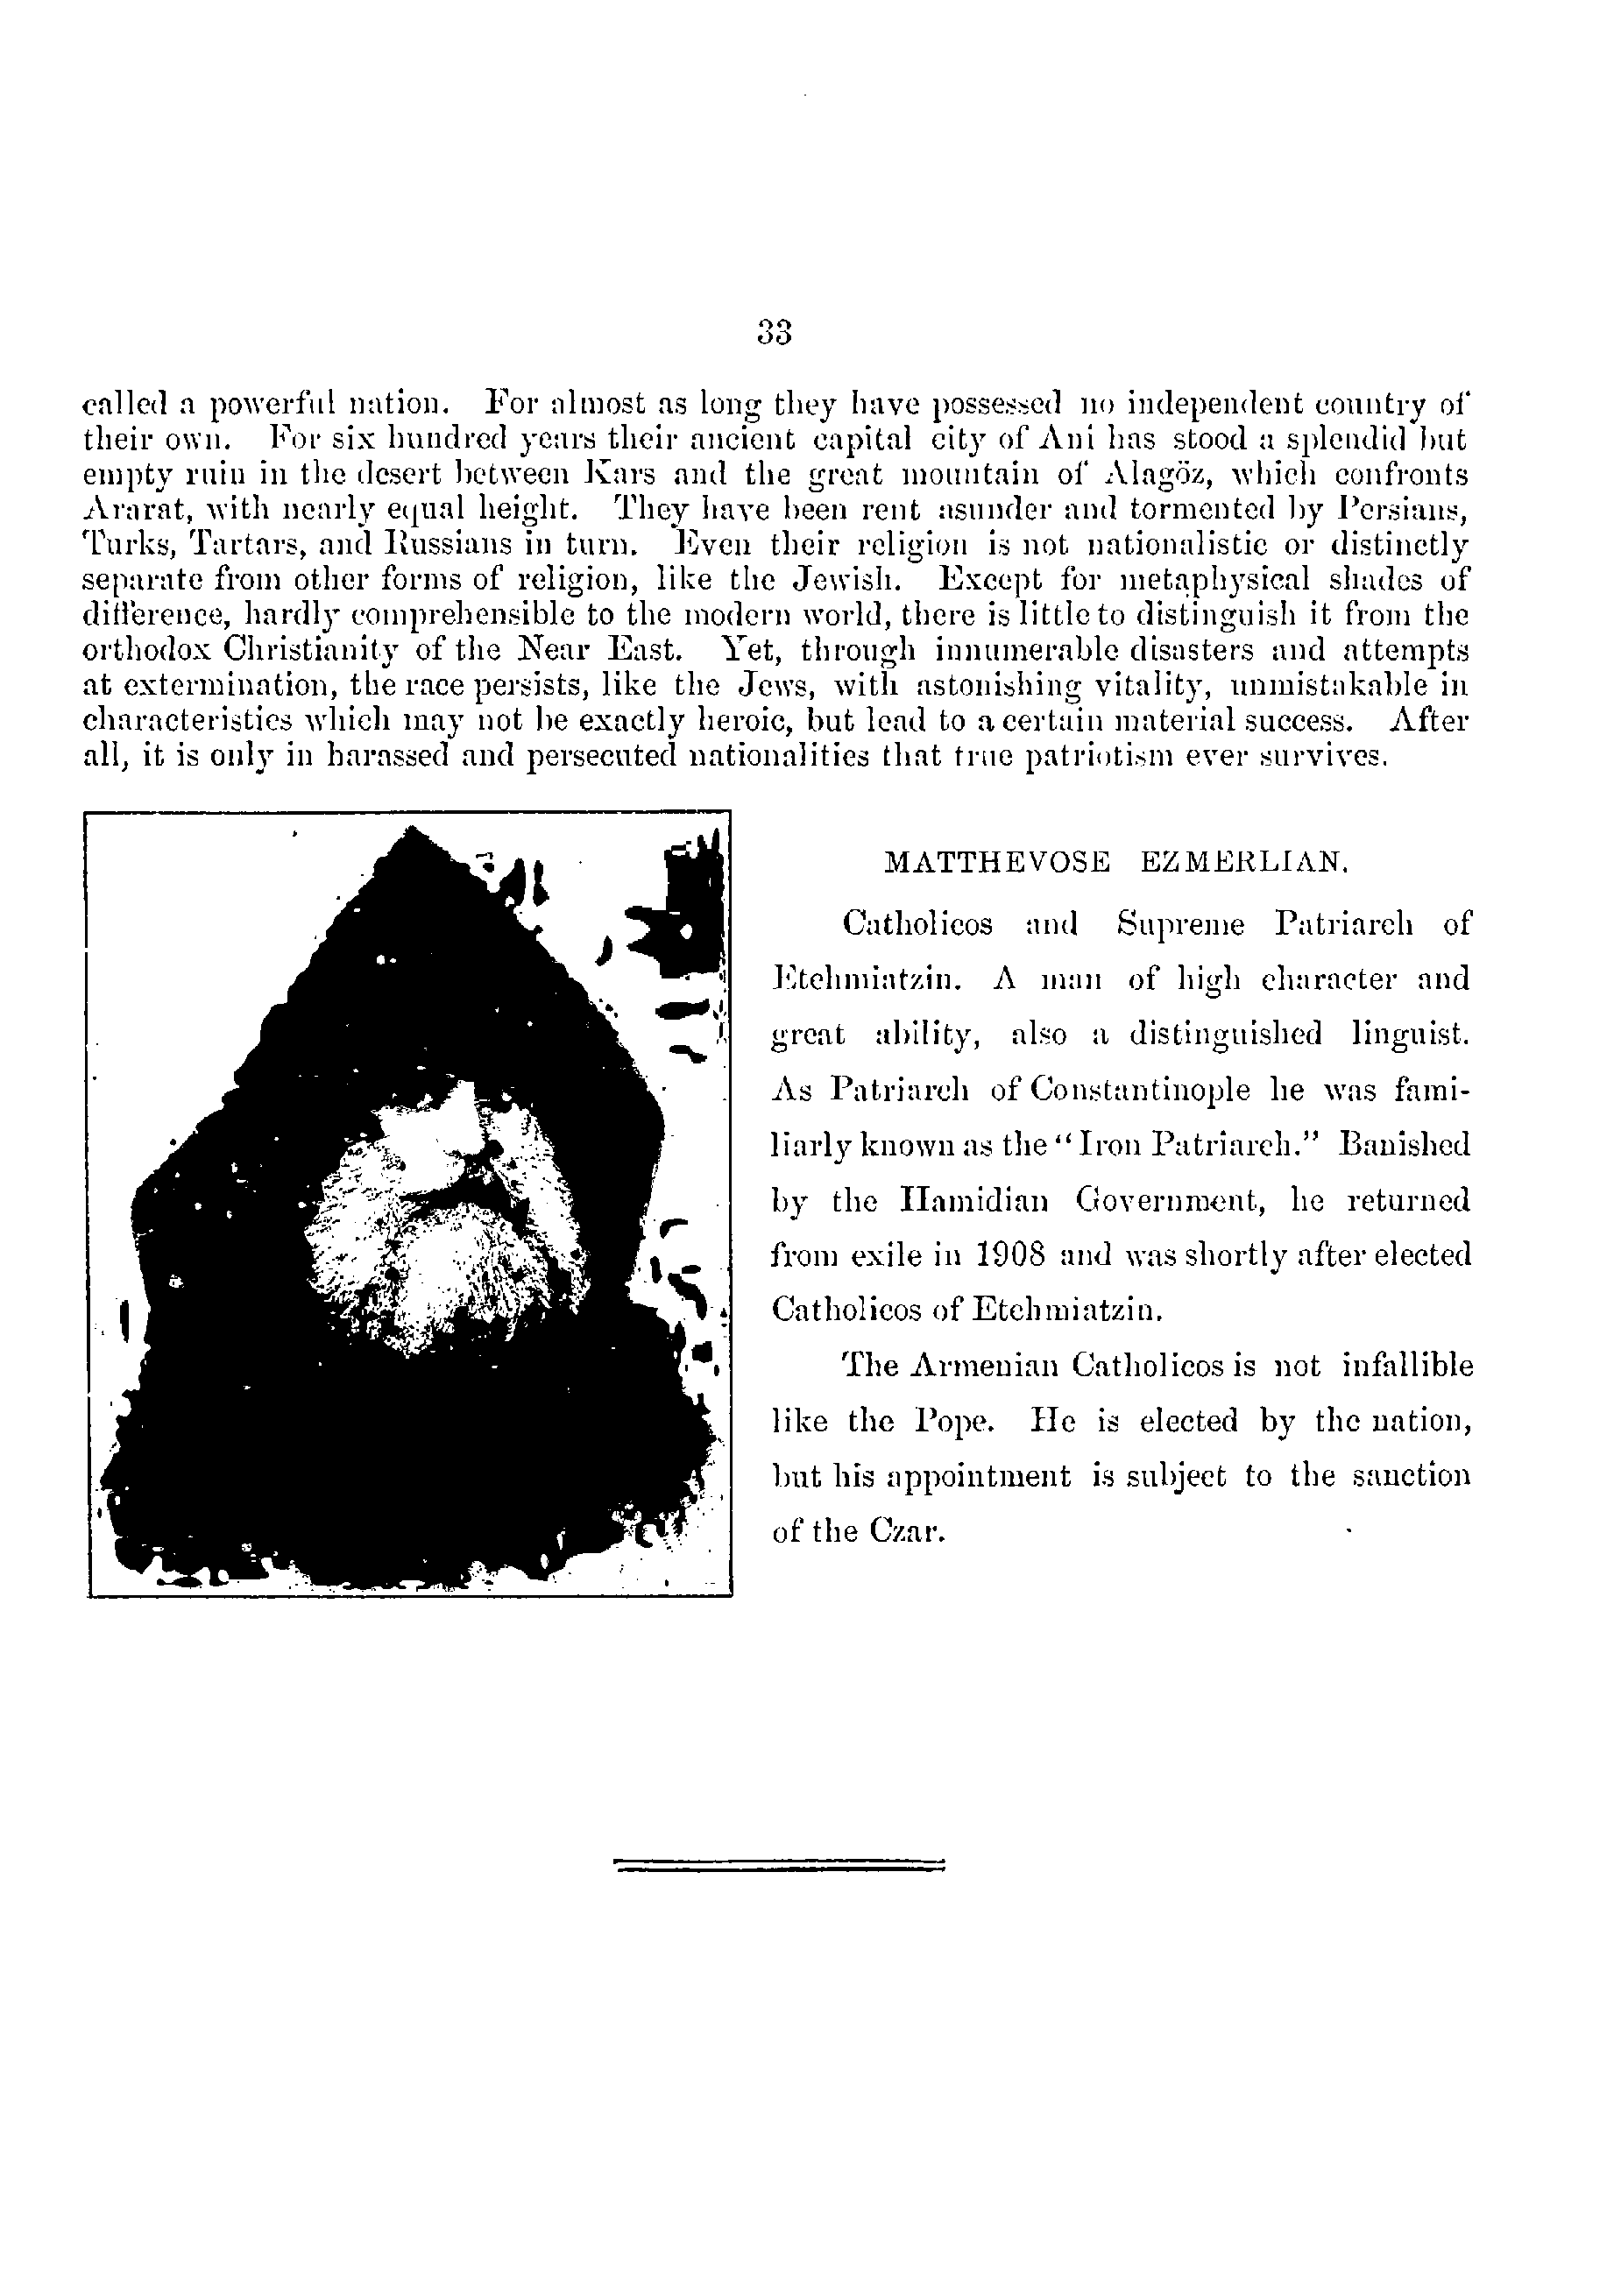 33
called a powerful nation. For almost as long they have possessed no independent country of
their own. For six hundred years their ancient capital city of Ani has stood a splendid but
empty ruin in the desert between Kars and the great mountain of Alagöz, which confronts
Ararat, with nearly equal height. They have been rent asunder and tormented by Persians,
Turks, Tartars, and Russians in turn. Even their religion is not nationalistic or distinctly
separate from other forms of religion, like the Jewish. Except for metaphysical shades of
difference, hardly comprehensible to the modern world, there is little to distinguish it from the
orthodox Christianity of the Near East. Yet, through innumerable disasters and attempts
at extermination, the race persists, like the Jews, with astonishing vitality, unmistakable in
characteristics which may not be exactly heroic, but lead to a certain material success. After
all, it is only in harassed and persecuted nationalities that true patriotism ever survives.
MATTHEVOSE EZMERLIAN.
Catholicos and Supreme Patriarch of
Etchmiatzin. A man of high character and
great ability, also a distinguished linguist.
As Patriarch of Constantinople he was fami-
liarly known as the "Iron Patriarch." Banished
by the Hamidian Government, he returned
from exile in 1908 and was shortly after elected
Catholicos of Etchmiatzin.
The Armenian Catholicos is not infallible
like the Pope. He is elected by the nation,
but his appointment is subject to the sanction
of the Czar.